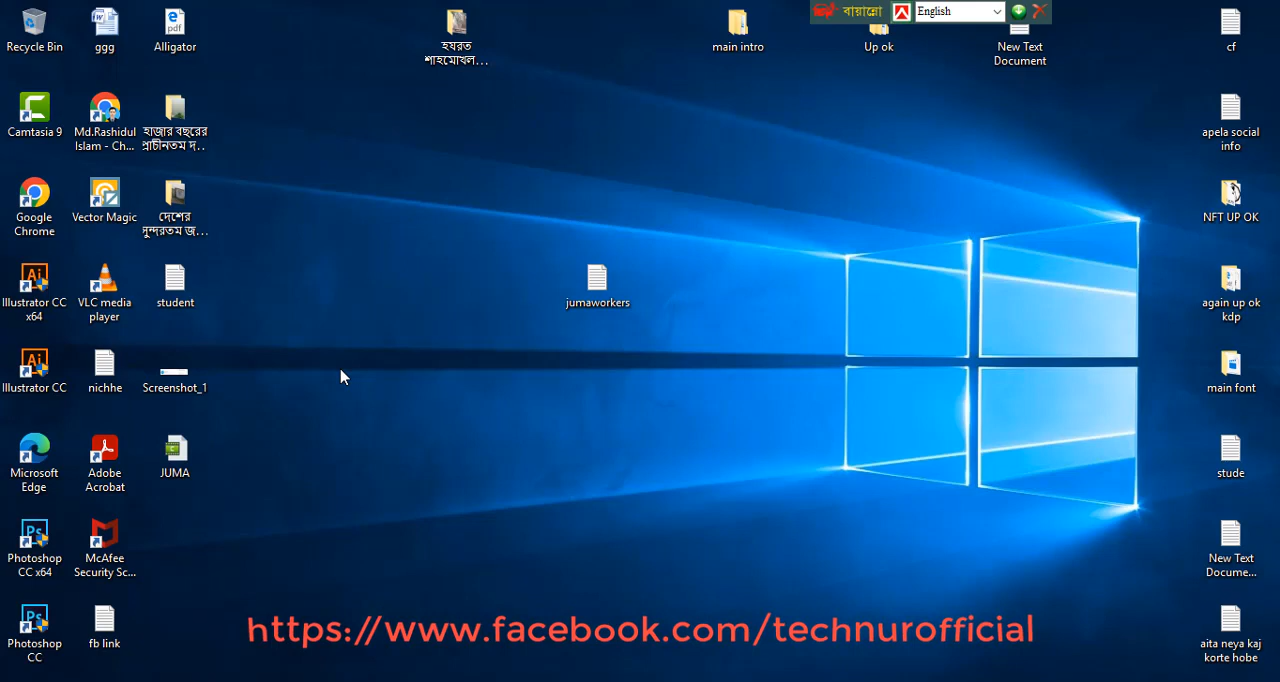 বায়ান্নো
English
Recycle Bin
ggg
Alligator
হযরত
শাহমোখল...
main intro
Up ok
New Text
Document
cf
Camtasia 9
Md.Rashidul
Islam - Ch...
হাজার বছরের
প্রাচীনতম দ...
apela social
info
Google
Chrome
Vector Magic
দেশের
সুন্দরতম জ...
NFT UP OK
Illustrator CC
x64
VLC media
player
student
jumaworkers
again up ok
kdp
Illustrator CC
nichhe
Screenshot_1
main font
Microsoft
Edge
Adobe
Acrobat
JUMA
stude
Photoshop
CC x64
McAfee
Security Sc...
New Text
Docume...
Photoshop
CC
fb link
aita neya kaj
korte hobe
https://www.facebook.com/technurofficial